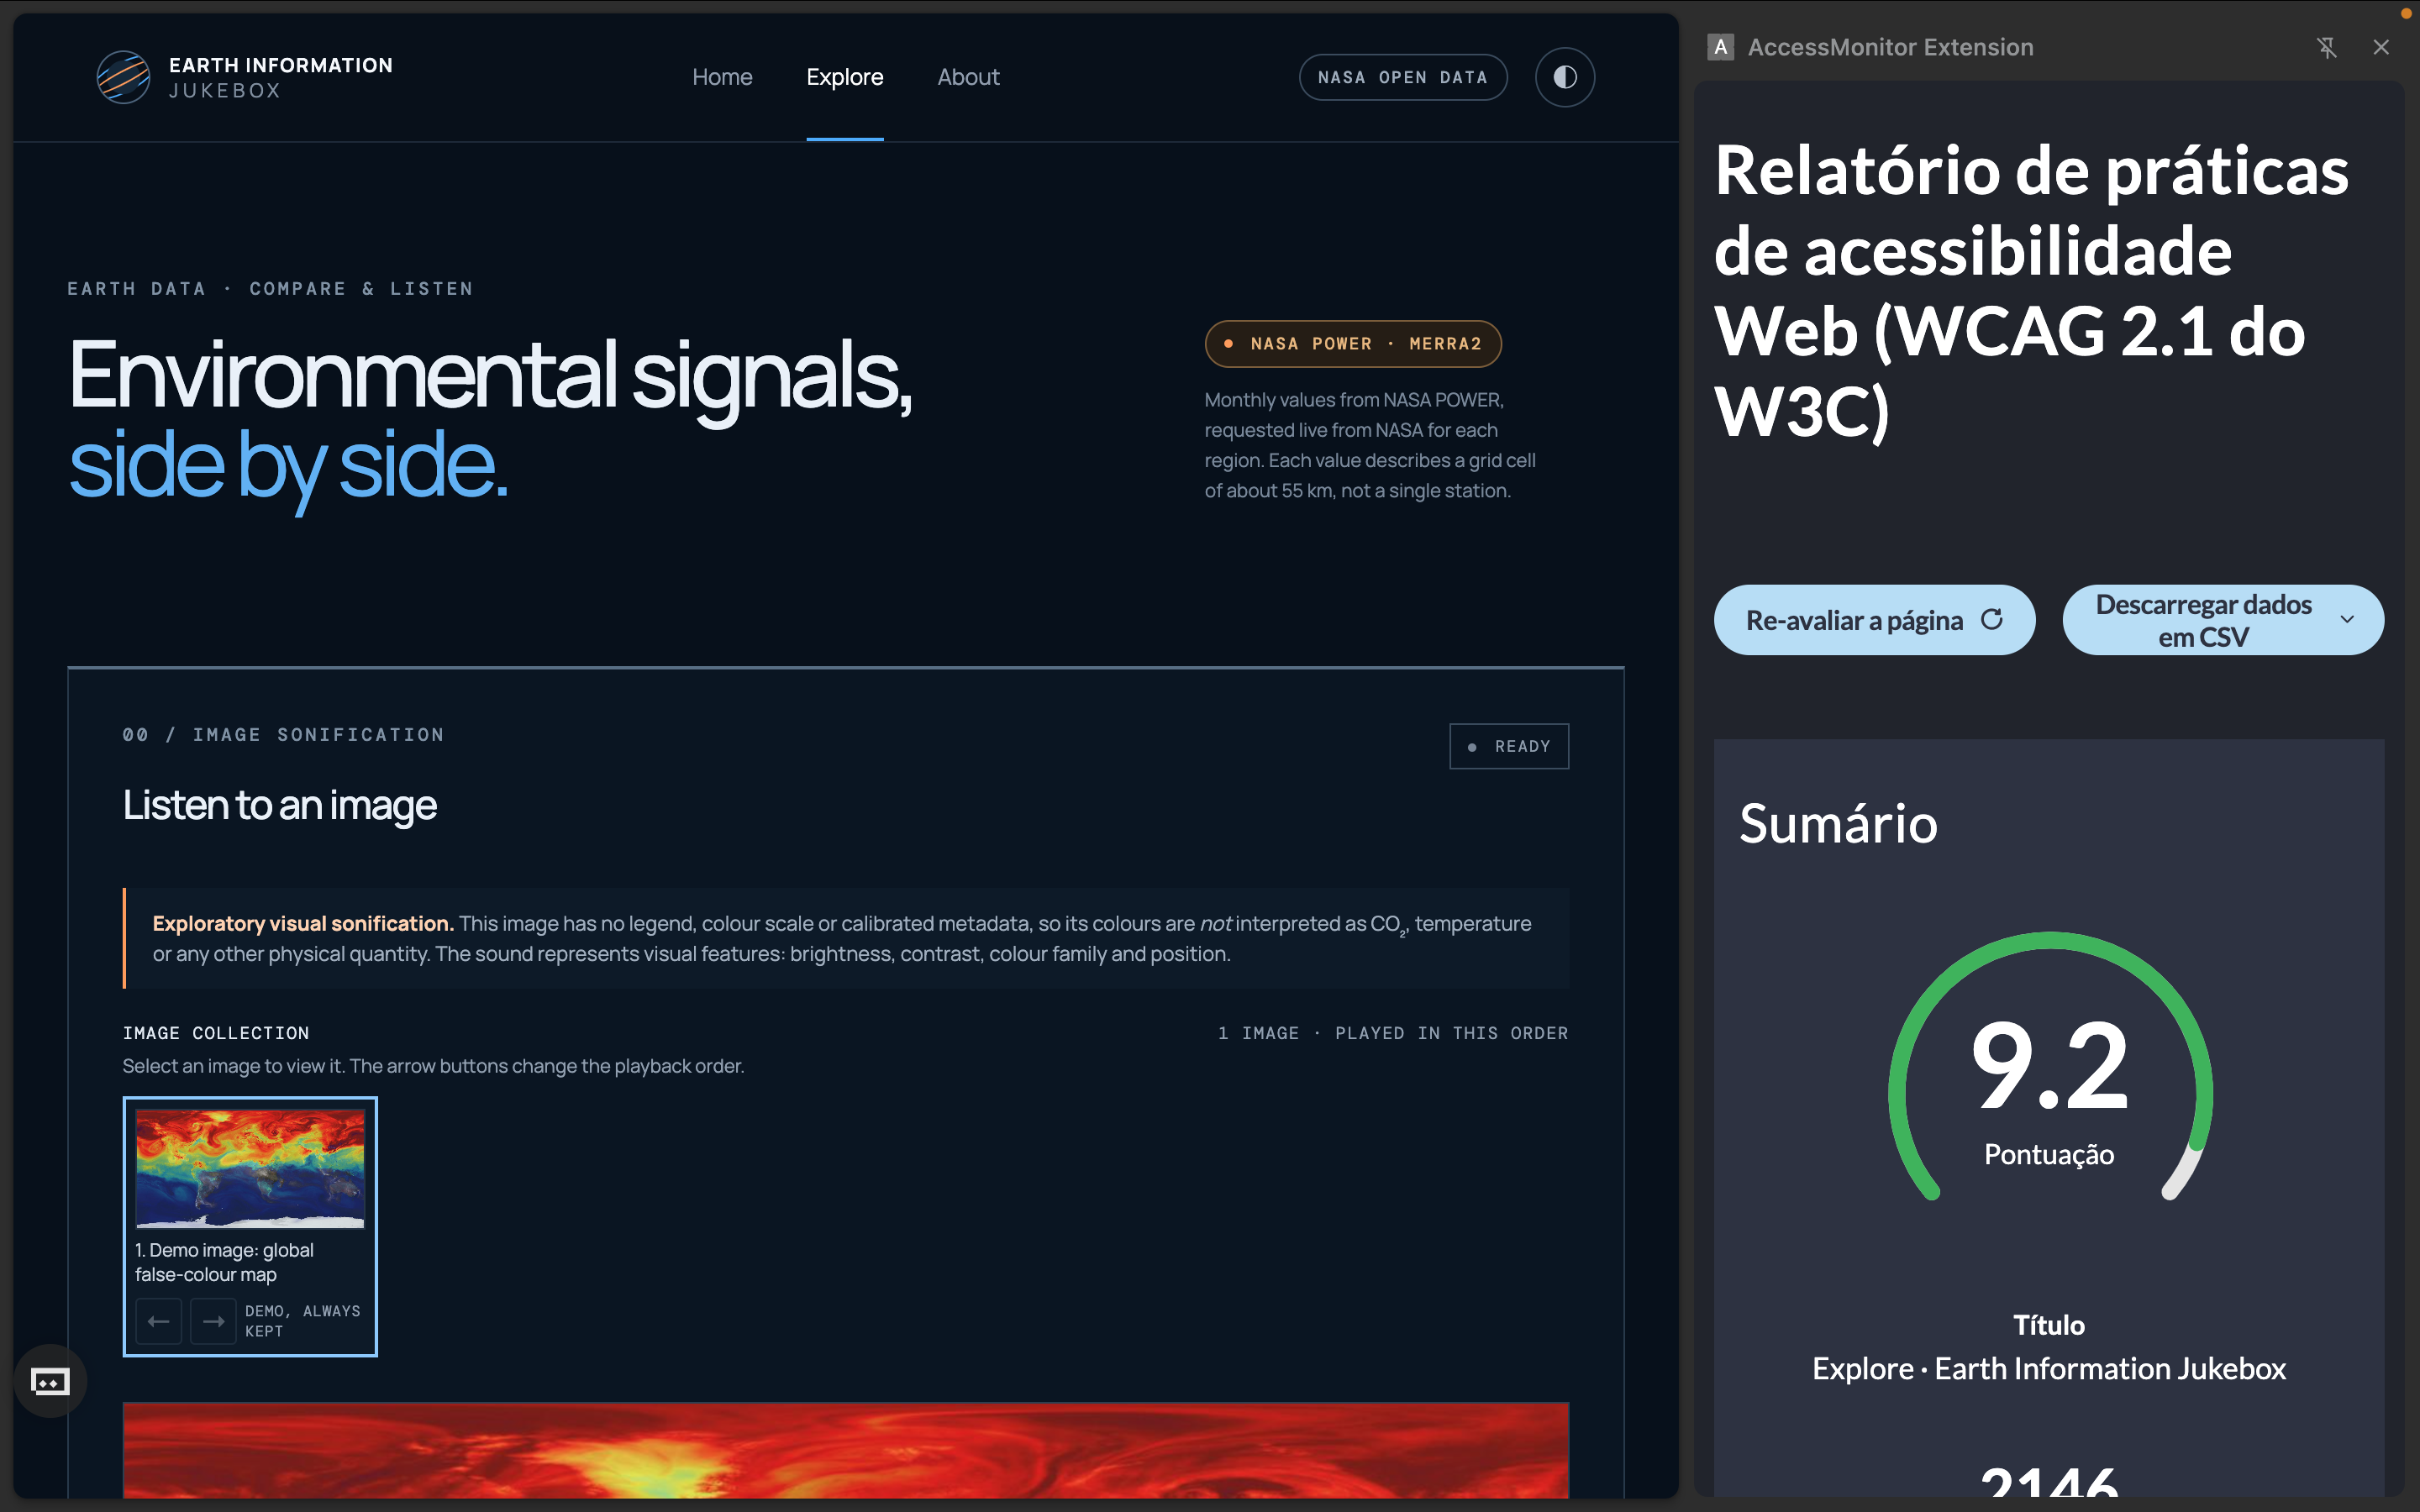 EARTH INFORMATION
JUKEBOX
Home
Explore
About
NASA OPEN DATA
EARTH DATA · COMPARE & LISTEN
Environmental signals,
side by side.
NASA POWER · MERRA2
Monthly values from NASA POWER,
requested live from NASA for each
region. Each value describes a grid cell
of about 55 km, not a single station.
00 / IMAGE SONIFICATION
READY
Listen to an image
Exploratory visual sonification. This image has no legend, colour scale or calibrated metadata, so its colours are not interpreted as CO₂, temperature
or any other physical quantity. The sound represents visual features: brightness, contrast, colour family and position.
IMAGE COLLECTION
1 IMAGE · PLAYED IN THIS ORDER
Select an image to view it. The arrow buttons change the playback order.
1. Demo image: global
false-colour map
← → DEMO, ALWAYS
KEPT
A AccessMonitor Extension
Relatório de práticas
de acessibilidade
Web (WCAG 2.1 do
W3C)
Re-avaliar a página
Descarregar dados
em CSV
Sumário
9.2
Pontuação
Título
Explore · Earth Information Jukebox
2146